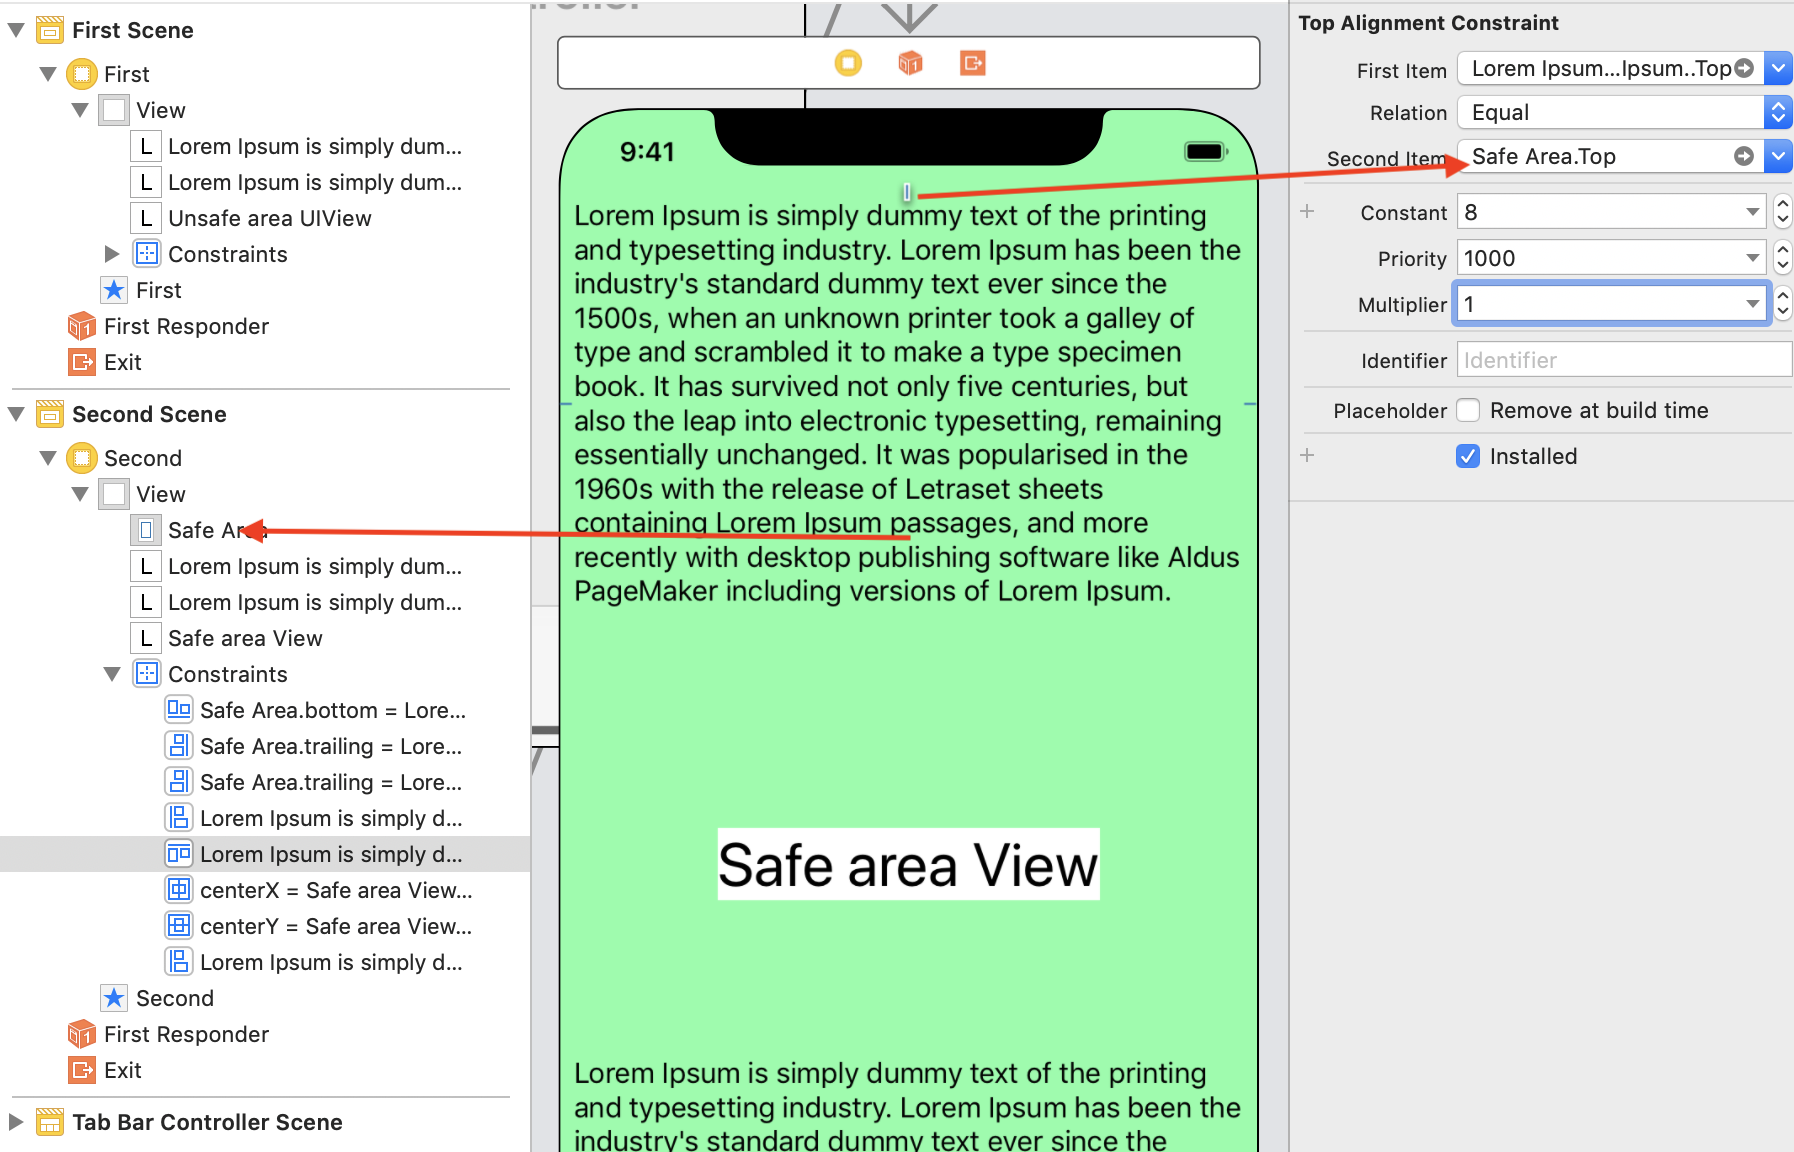 First Scene
First
View
Lorem Ipsum is simply dum...
Lorem Ipsum is simply dum...
Unsafe area UIView
Constraints
First
First Responder
Exit
Second Scene
Second
View
Safe Area
Lorem Ipsum is simply dum...
Lorem Ipsum is simply dum...
Safe area View
Constraints
Safe Area.bottom = Lore...
Safe Area.trailing = Lore...
Safe Area.trailing = Lore...
Lorem Ipsum is simply d...
Lorem Ipsum is simply d...
centerX = Safe area View...
centerY = Safe area View...
Lorem Ipsum is simply d...
Second
First Responder
Exit
Tab Bar Controller Scene
9:41
Lorem Ipsum is simply dummy text of the printing
and typesetting industry. Lorem Ipsum has been the
industry's standard dummy text ever since the
1500s, when an unknown printer took a galley of
type and scrambled it to make a type specimen
book. It has survived not only five centuries, but
also the leap into electronic typesetting, remaining
essentially unchanged. It was popularised in the
1960s with the release of Letraset sheets
containing Lorem Ipsum passages, and more
recently with desktop publishing software like Aldus
PageMaker including versions of Lorem Ipsum.
Safe area View
Lorem Ipsum is simply dummy text of the printing
and typesetting industry. Lorem Ipsum has been the
industry's standard dummy text ever since the
Top Alignment Constraint
First Item Lorem Ipsum...Ipsum..Top
Relation Equal
Second Item Safe Area.Top
Constant 8
Priority 1000
Multiplier 1
Identifier Identifier
Placeholder Remove at build time
Installed